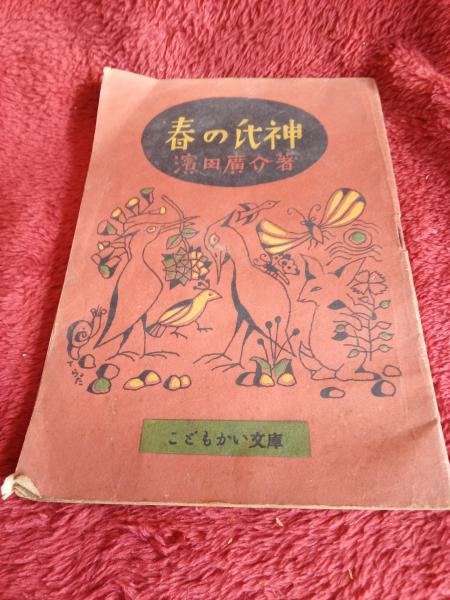 春の氏神
濱田廣介著
こどもかい文庫